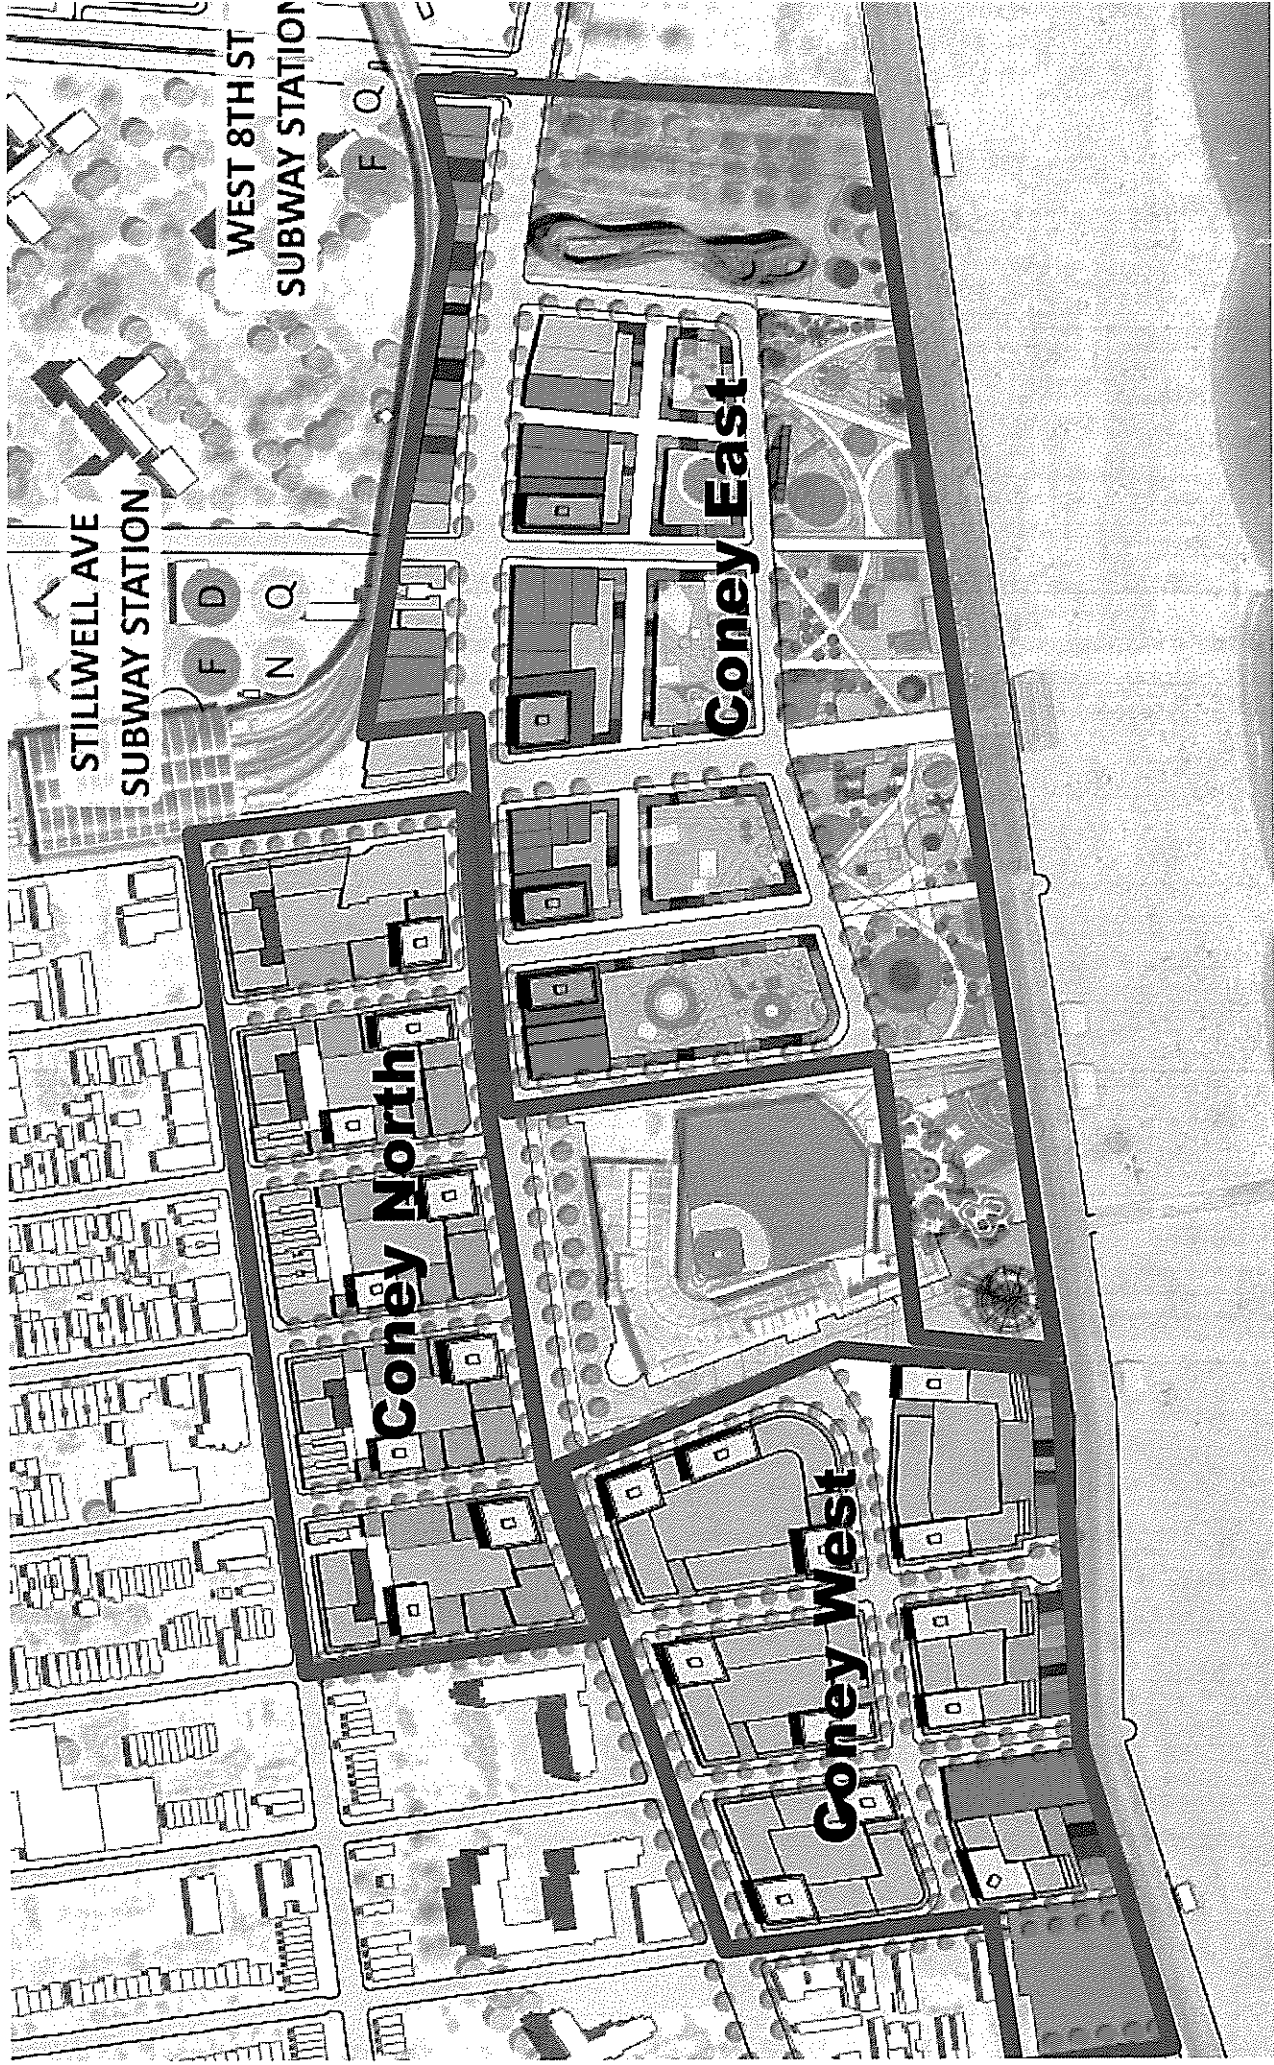 STILLWELL AVE
SUBWAY STATION
F D
N Q
WEST 8TH ST
SUBWAY STATION
F Q
Coney North
Coney East
Coney West